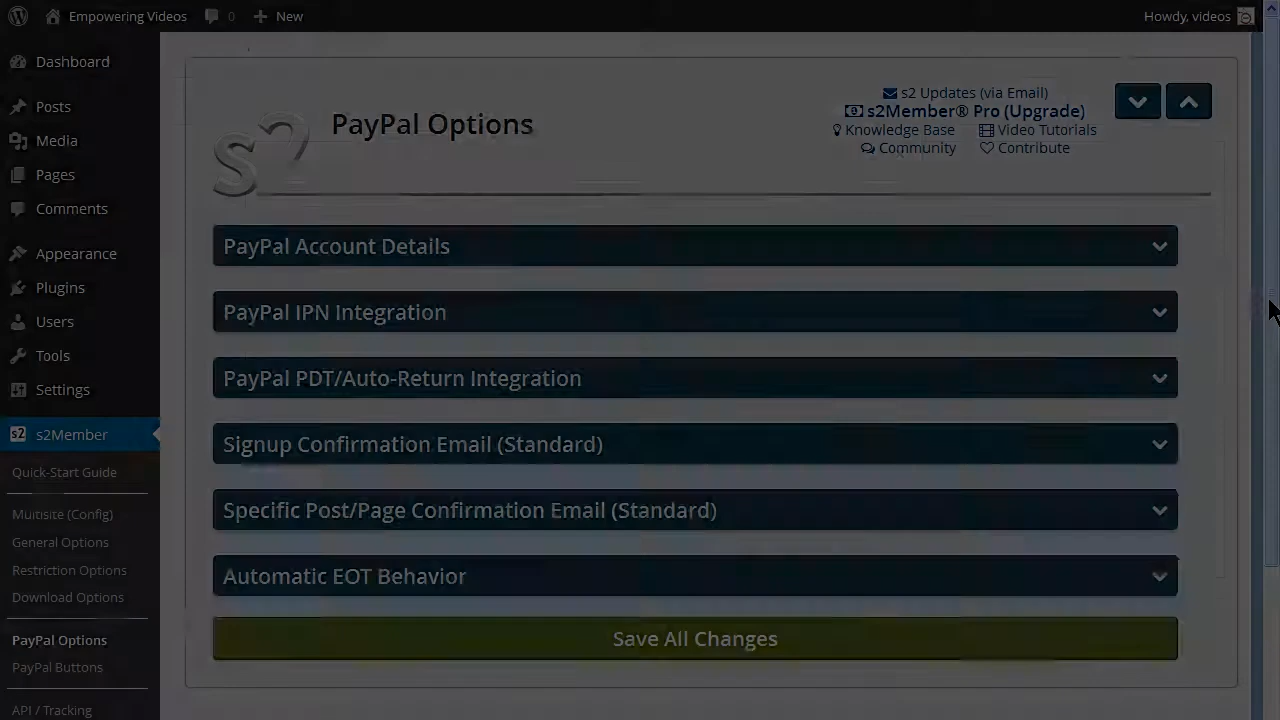 Empowering Videos
0
New
Howdy, videos
Dashboard
Posts
Media
Pages
Comments
Appearance
Plugins
Users
Tools
Settings
s2 s2Member
Quick-Start Guide
Multisite (Config)
General Options
Restriction Options
Download Options
PayPal Options
PayPal Buttons
API / Tracking
s2
PayPal Options
s2 Updates (via Email)
s2Member® Pro (Upgrade)
Knowledge Base
Video Tutorials
Community
Contribute
PayPal Account Details
PayPal IPN Integration
PayPal PDT/Auto-Return Integration
Signup Confirmation Email (Standard)
Specific Post/Page Confirmation Email (Standard)
Automatic EOT Behavior
Save All Changes